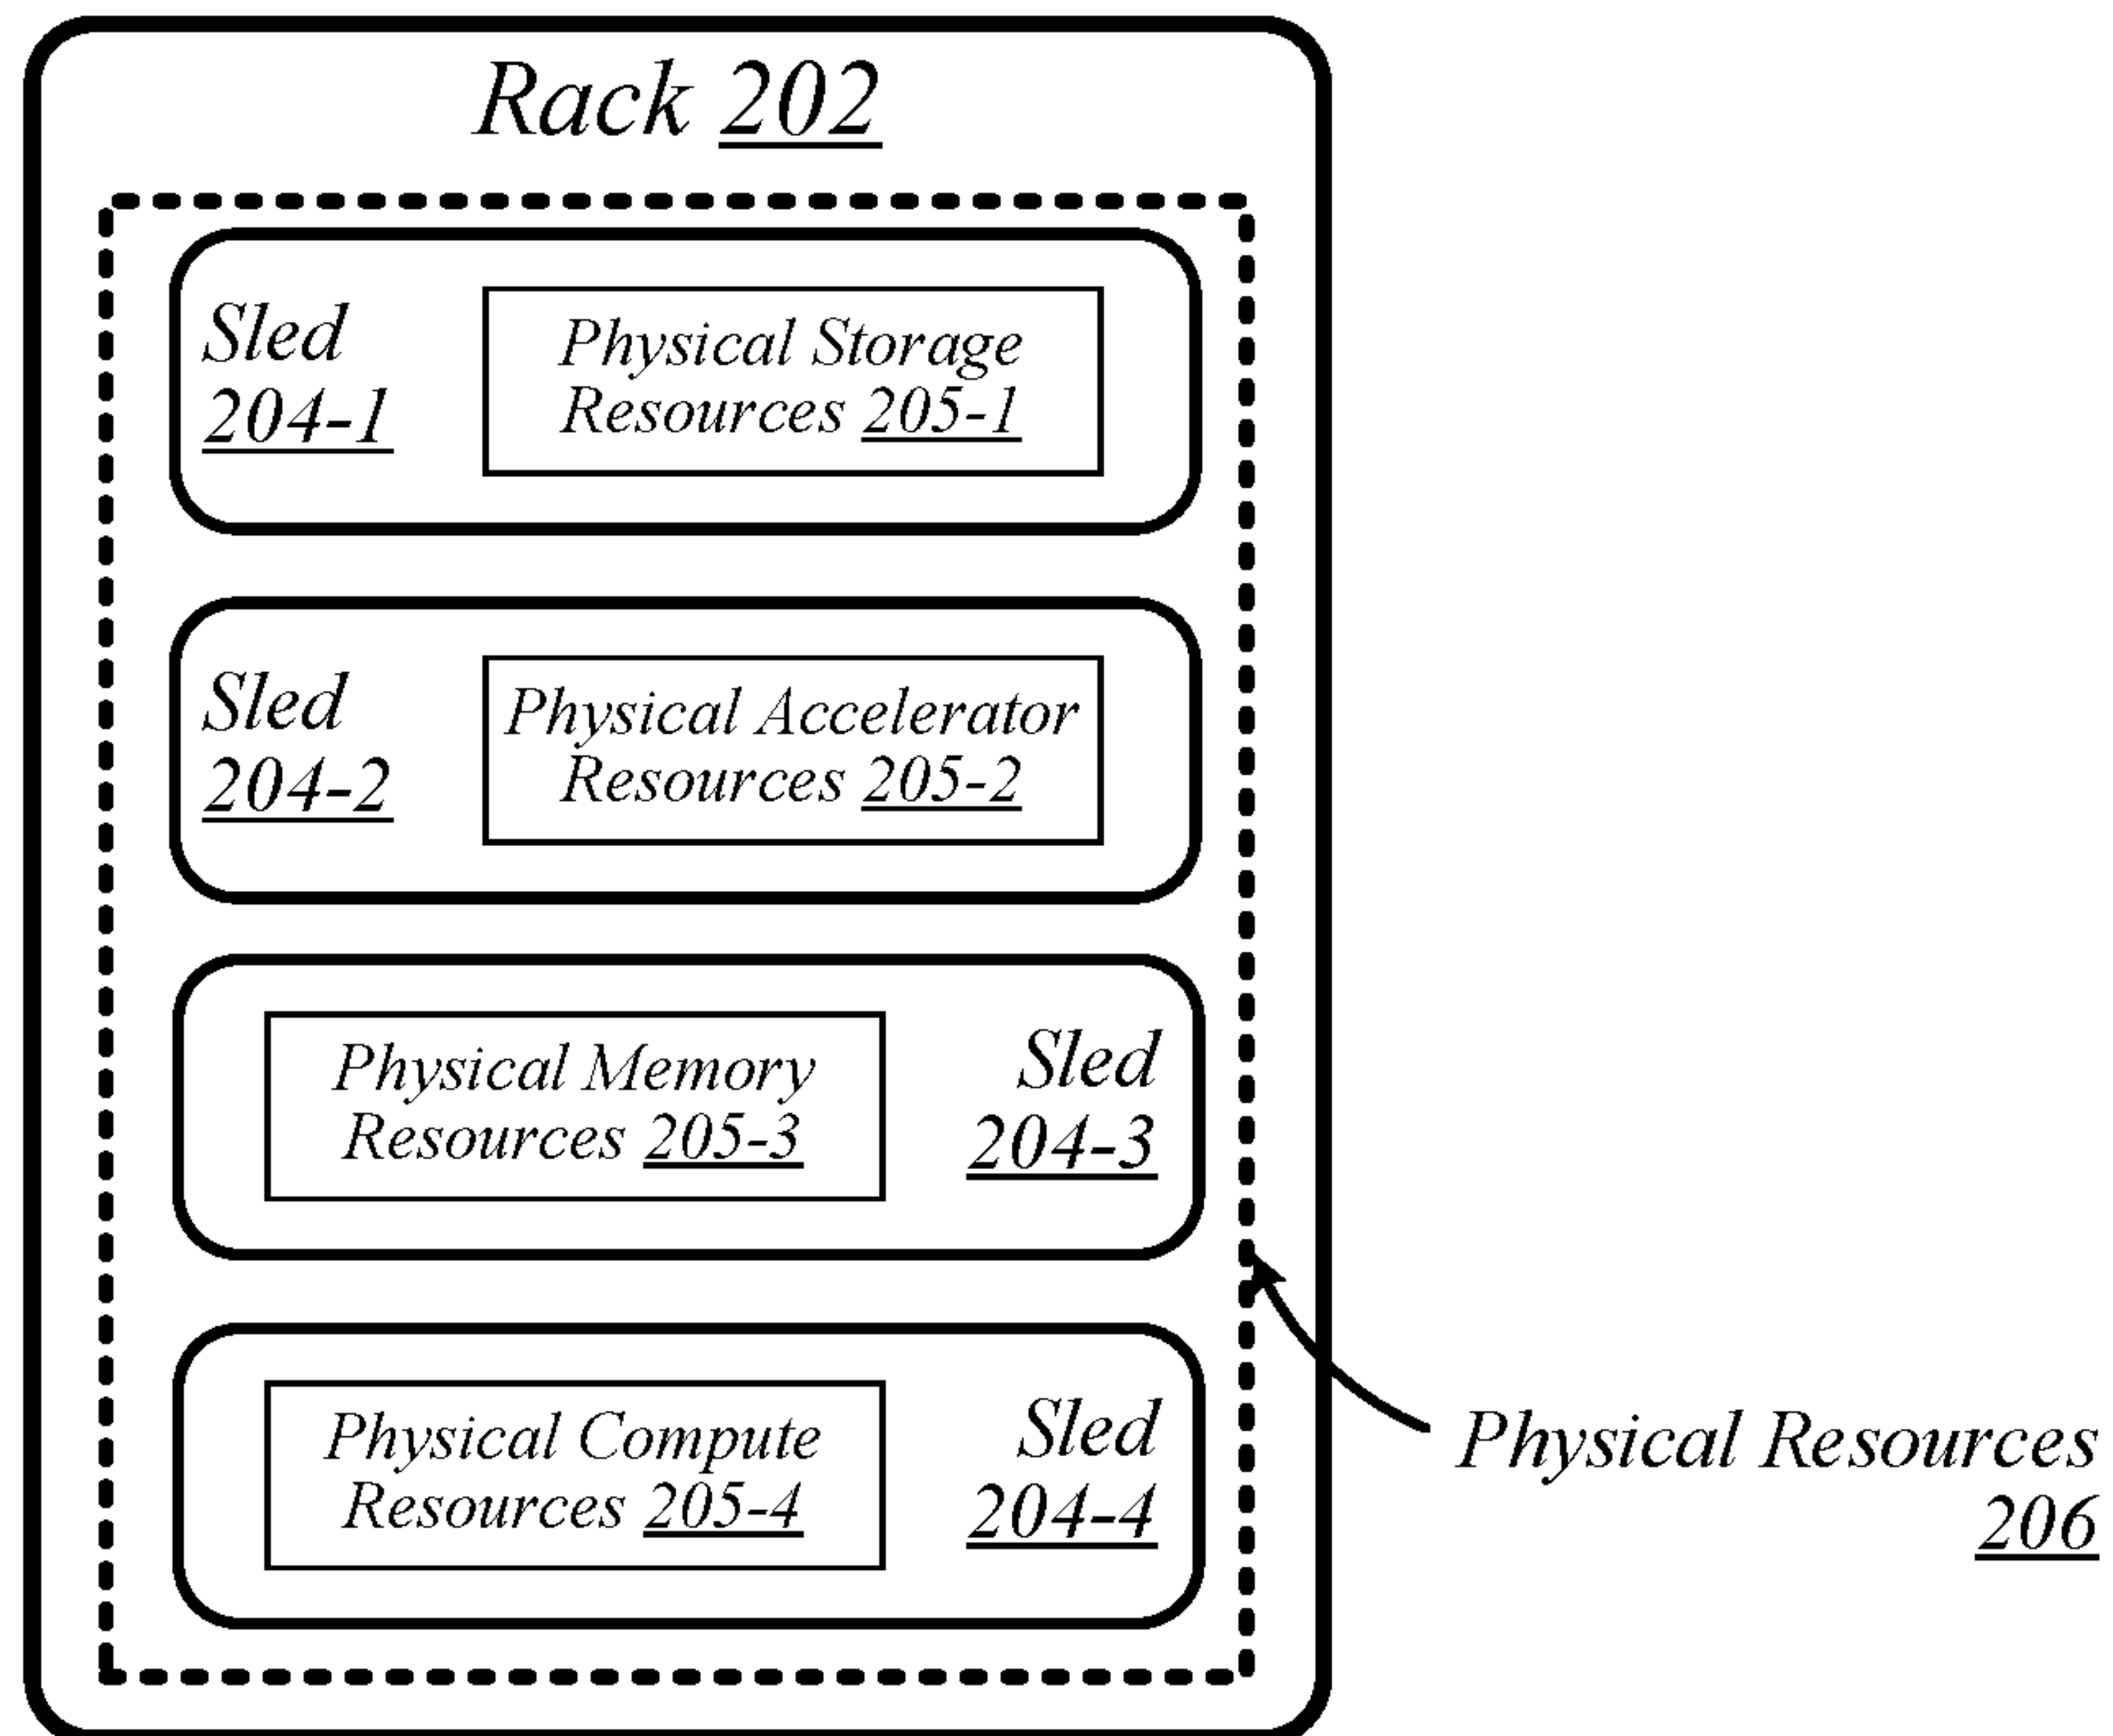 Rack 202
Sled
204-1
Physical Storage
Resources 205-1
Sled
204-2
Physical Accelerator
Resources 205-2
Physical Memory
Resources 205-3
Sled
204-3
Physical Compute
Resources 205-4
Sled
204-4
Physical Resources
206